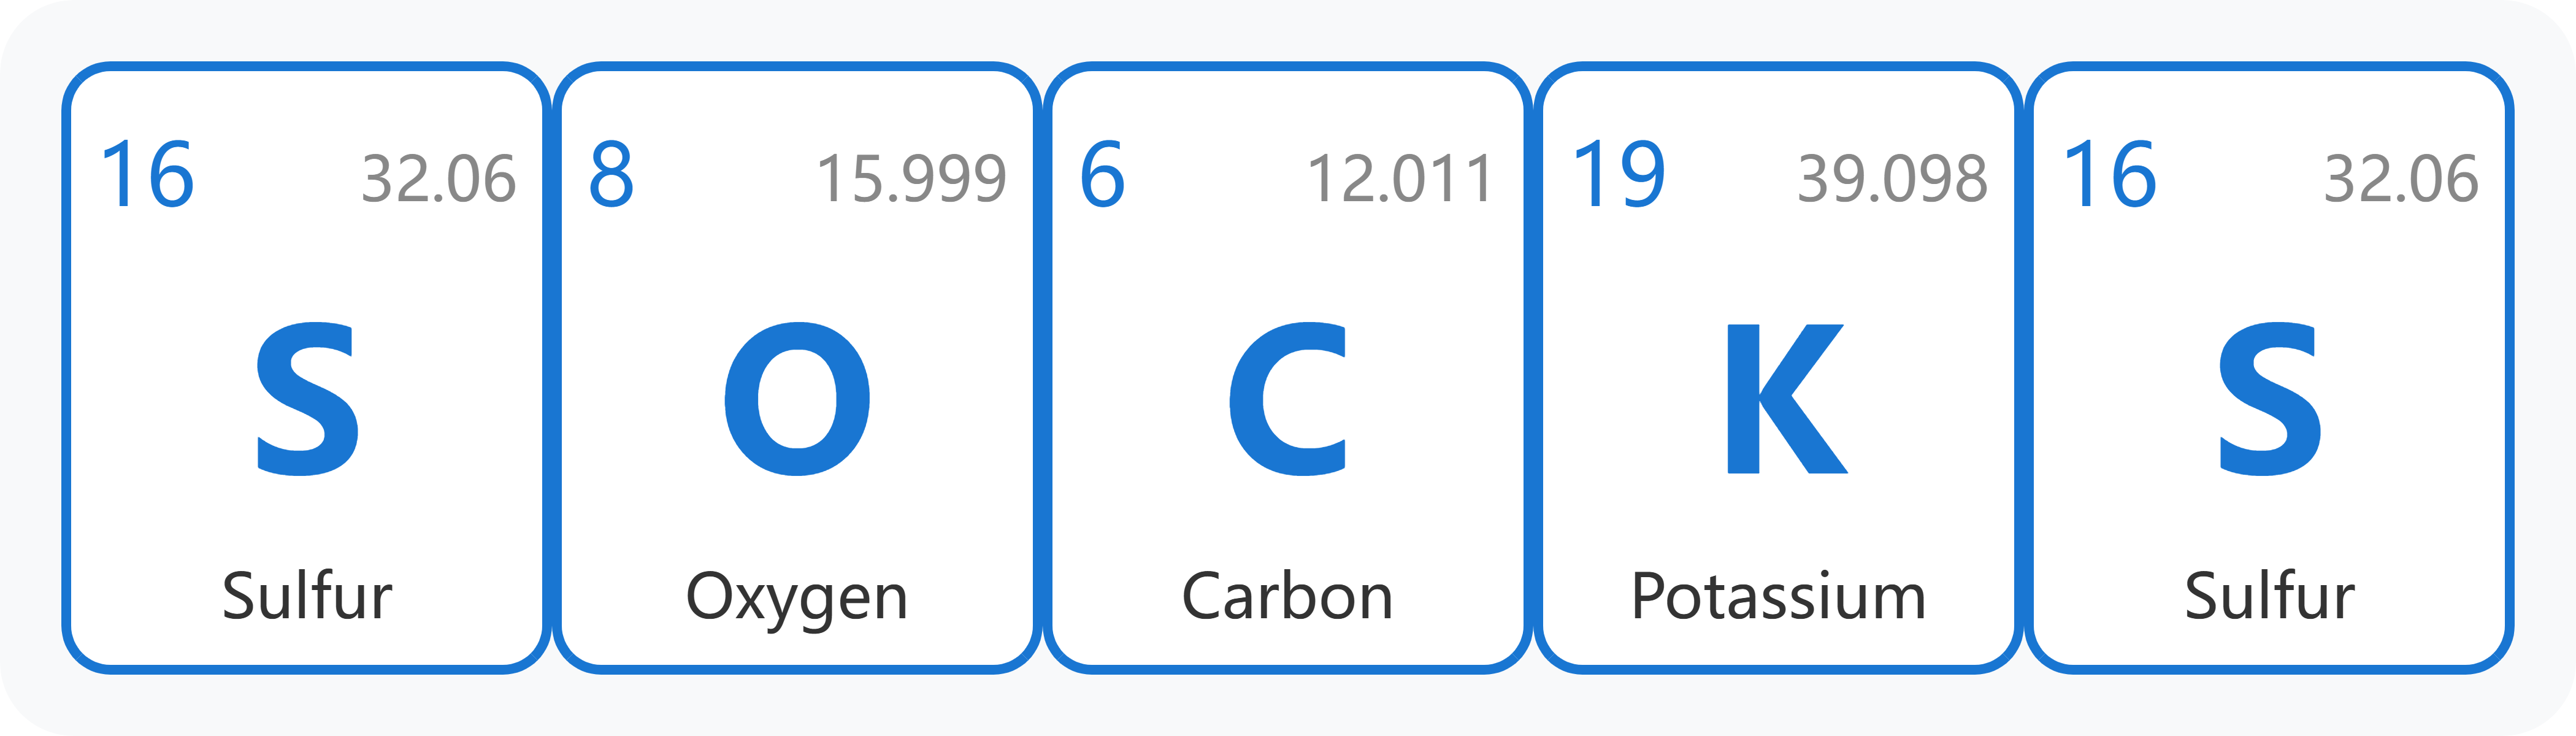 16 32.06 8 15.999 6 12.011 19 39.098 16 32.06
S O C K S
Sulfur Oxygen Carbon Potassium Sulfur